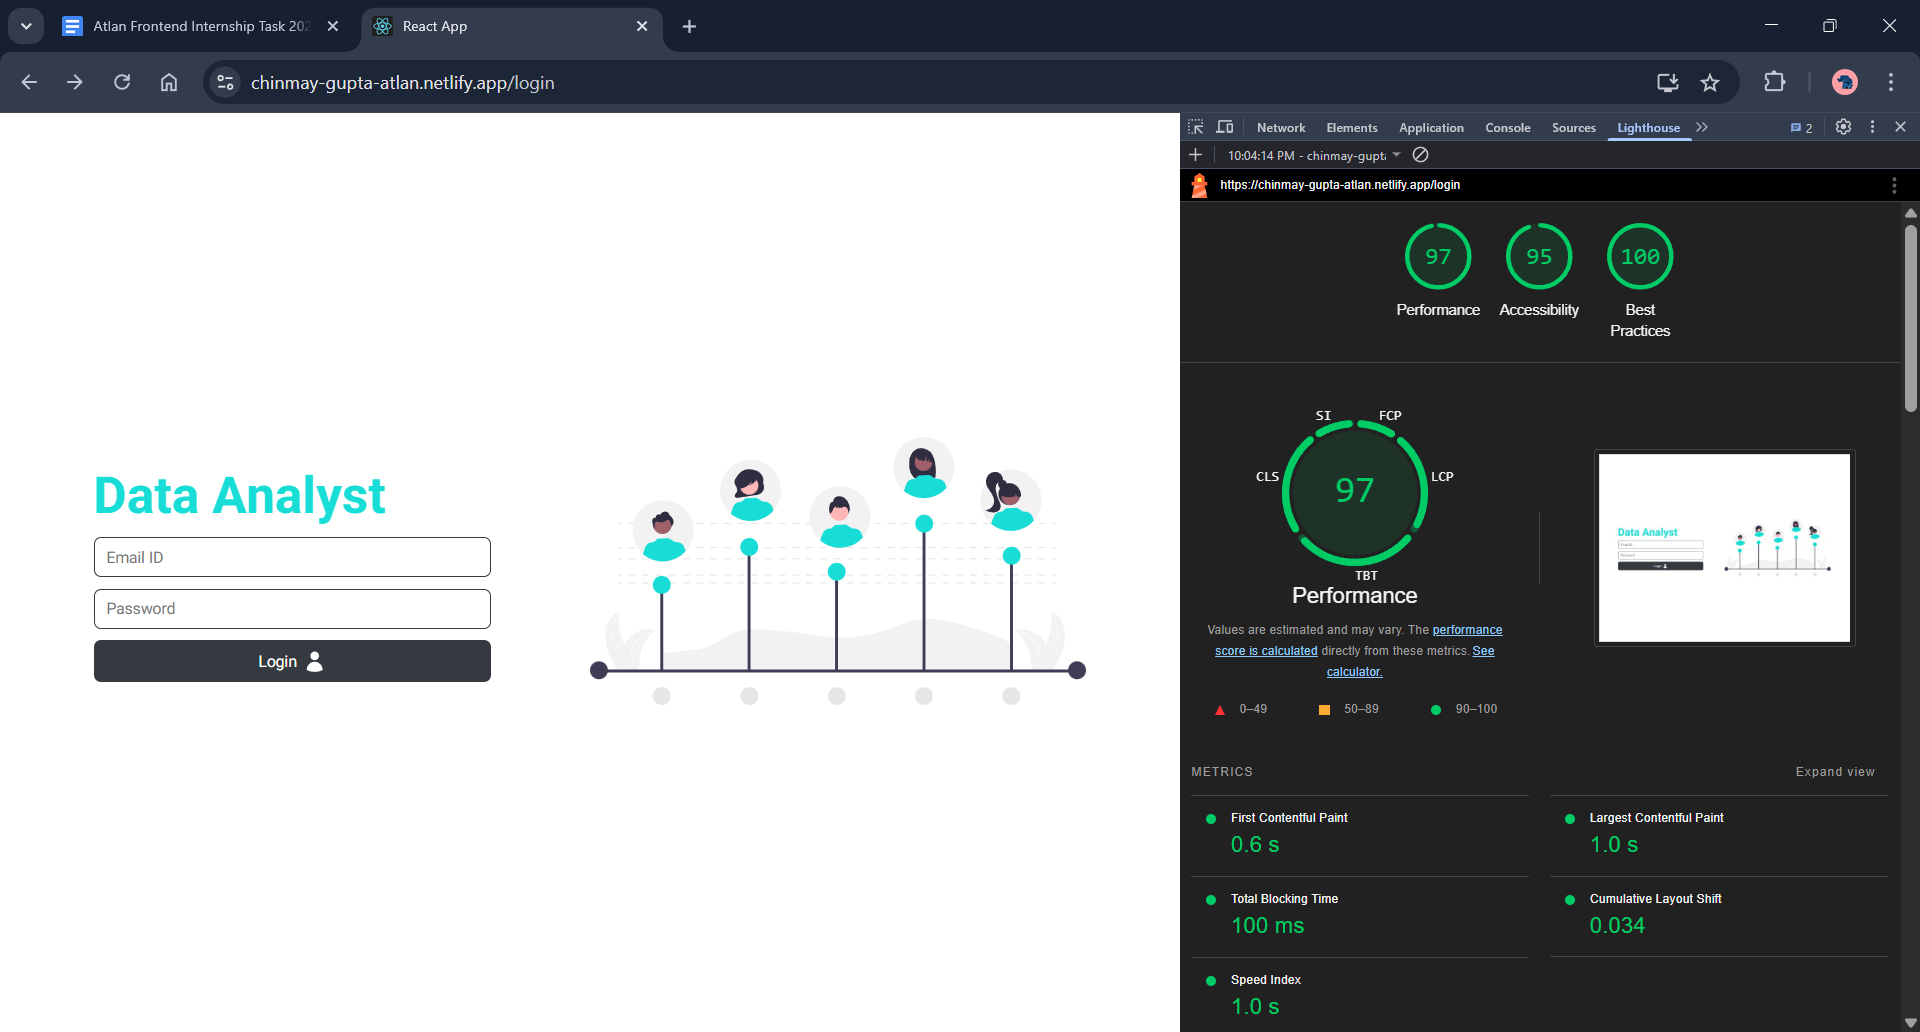 Atlan Frontend Internship Task 202
React App
chinmay-gupta-atlan.netlify.app/login
Data Analyst
Email ID
Password
Login
Network Elements Application Console Sources Lighthouse 2
10:04:14 PM - chinmay-gupta
https://chinmay-gupta-atlan.netlify.app/login
97 95 100
Performance Accessibility Best
Practices
SI FCP
CLS LCP
97
TBT
Performance
Values are estimated and may vary. The performance
score is calculated directly from these metrics. See
calculator.
0–49 50–89 90–100
Data Analyst
METRICS Expand view
First Contentful Paint
0.6 s
Largest Contentful Paint
1.0 s
Total Blocking Time
100 ms
Cumulative Layout Shift
0.034
Speed Index
1.0 s